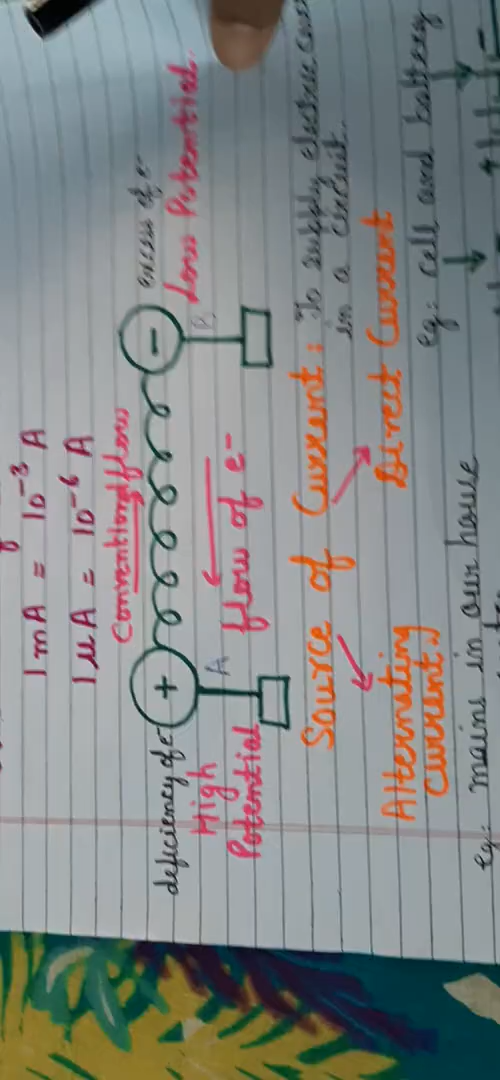 1 mA = 10⁻³ A
1 μA = 10⁻⁶ A
Conventional flow
+
−
deficiency of e⁻
excess of e⁻
High
Potential
A
B
Low Potential.
flow of e⁻
Source of Current: To supply electric
in a circuit.
Alternating
Current.
Direct Current
eg: mains in our house
eg: cell and battery